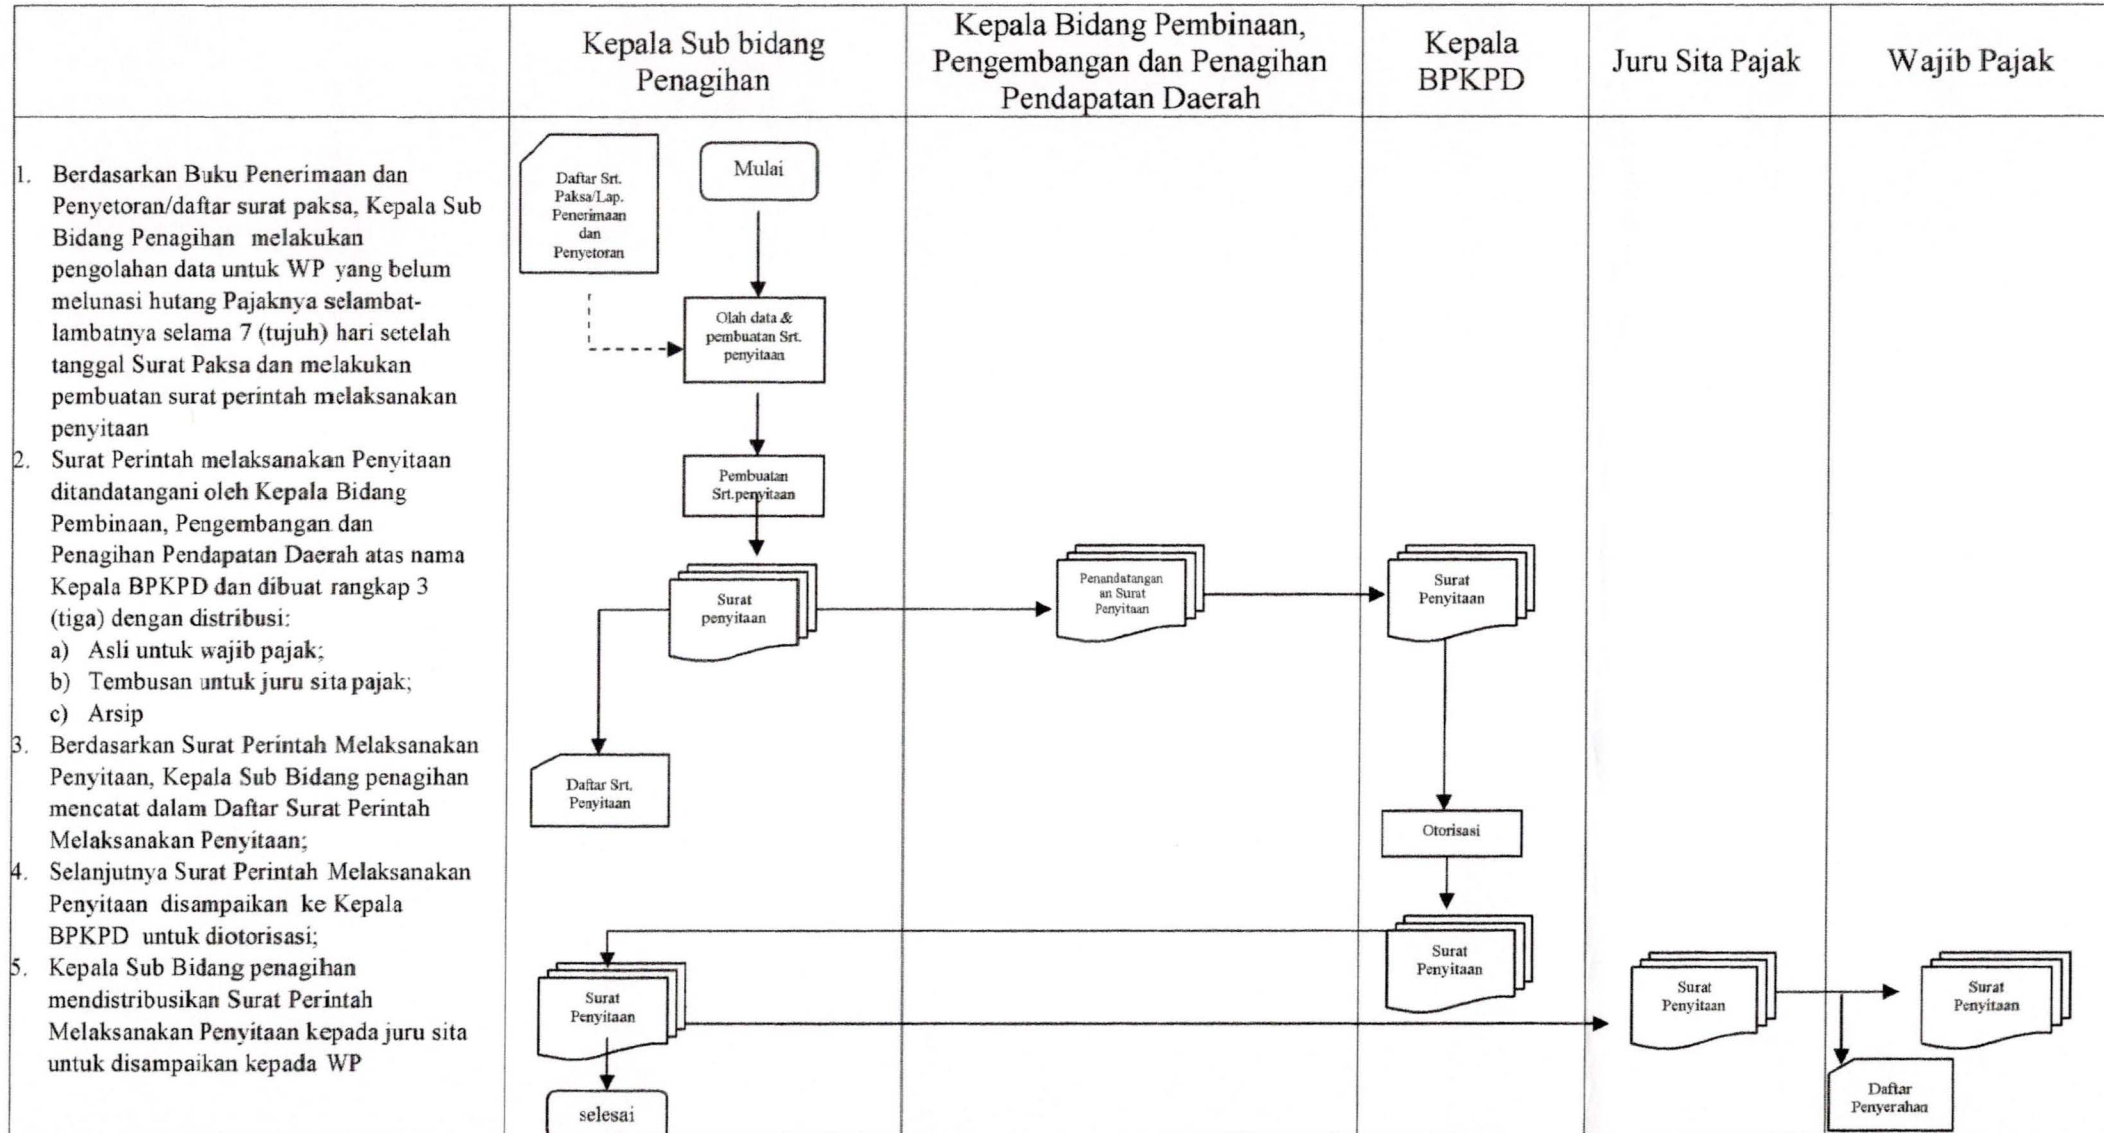 Kepala Sub bidang
Penagihan
Kepala Bidang Pembinaan,
Pengembangan dan Penagihan
Pendapatan Daerah
Kepala
BPKPD
Juru Sita Pajak
Wajib Pajak
1. Berdasarkan Buku Penerimaan dan
Penyetoran/daftar surat paksa, Kepala Sub
Bidang Penagihan melakukan
pengolahan data untuk WP yang belum
melunasi hutang Pajaknya selambat-
lambatnya selama 7 (tujuh) hari setelah
tanggal Surat Paksa dan melakukan
pembuatan surat perintah melaksanakan
penyitaan
2. Surat Perintah melaksanakan Penyitaan
ditandatangani oleh Kepala Bidang
Pembinaan, Pengembangan dan
Penagihan Pendapatan Daerah atas nama
Kepala BPKPD dan dibuat rangkap 3
(tiga) dengan distribusi:
a) Asli untuk wajib pajak;
b) Tembusan untuk juru sita pajak;
c) Arsip
3. Berdasarkan Surat Perintah Melaksanakan
Penyitaan, Kepala Sub Bidang penagihan
mencatat dalam Daftar Surat Perintah
Melaksanakan Penyitaan;
4. Selanjutnya Surat Perintah Melaksanakan
Penyitaan disampaikan ke Kepala
BPKPD untuk diotorisasi;
5. Kepala Sub Bidang penagihan
mendistribusikan Surat Perintah
Melaksanakan Penyitaan kepada juru sita
untuk disampaikan kepada WP
Daftar Srt.
Paksa/Lap.
Penerimaan
dan
Penyetoran
Mulai
Olah data &
pembuatan Srt.
penyitaan
Pembuatan
Srt.penyitaan
Surat
penyitaan
Daftar Srt.
Penyitaan
Penandatangan
an Surat
Penyitaan
Surat
Penyitaan
Otorisasi
Surat
Penyitaan
Surat
Penyitaan
selesai
Surat
Penyitaan
Surat
Penyitaan
Daftar
Penyerahan